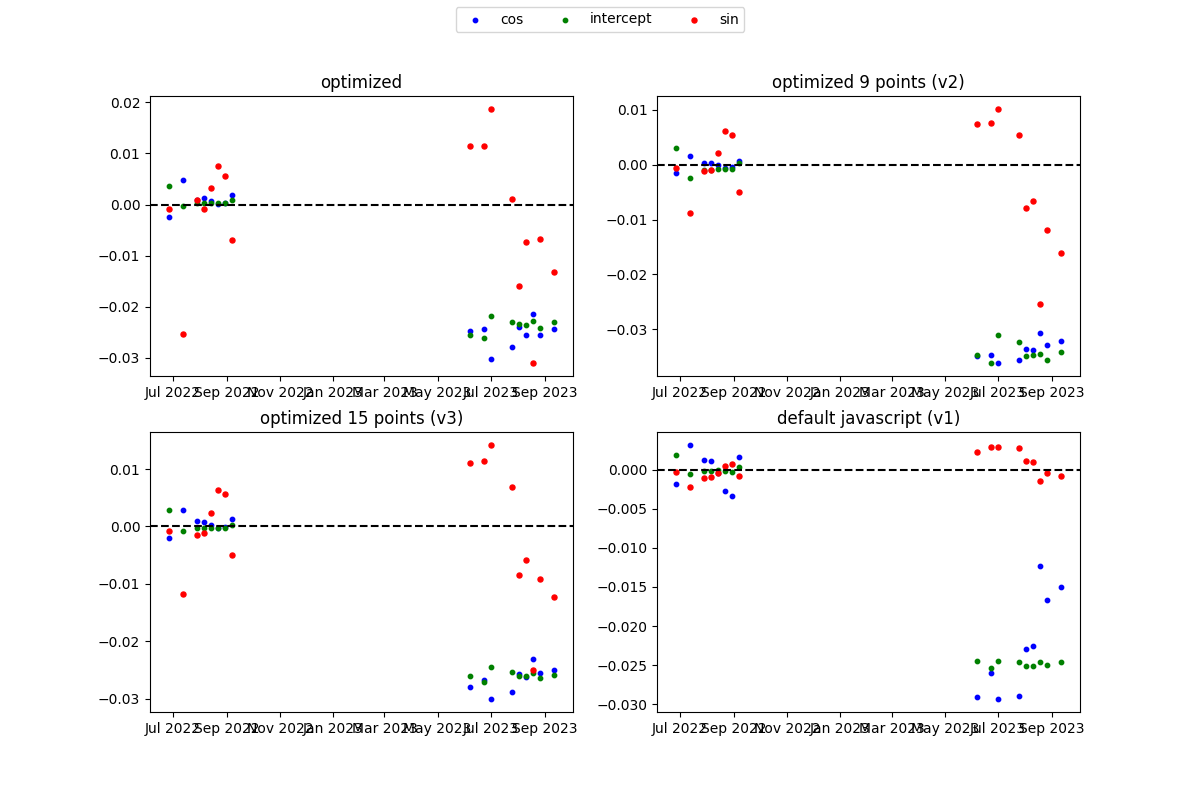 cos intercept sin
optimized
0.02
0.01
0.00
−0.01
−0.02
−0.03
Jul 2022 Sep 2022 Nov 2022 Jan 2023 Mar 2023 May 2023 Jul 2023 Sep 2023
optimized 9 points (v2)
0.01
0.00
−0.01
−0.02
−0.03
Jul 2022 Sep 2022 Nov 2022 Jan 2023 Mar 2023 May 2023 Jul 2023 Sep 2023
optimized 15 points (v3)
0.01
0.00
−0.01
−0.02
−0.03
Jul 2022 Sep 2022 Nov 2022 Jan 2023 Mar 2023 May 2023 Jul 2023 Sep 2023
default javascript (v1)
0.000
−0.005
−0.010
−0.015
−0.020
−0.025
−0.030
Jul 2022 Sep 2022 Nov 2022 Jan 2023 Mar 2023 May 2023 Jul 2023 Sep 2023